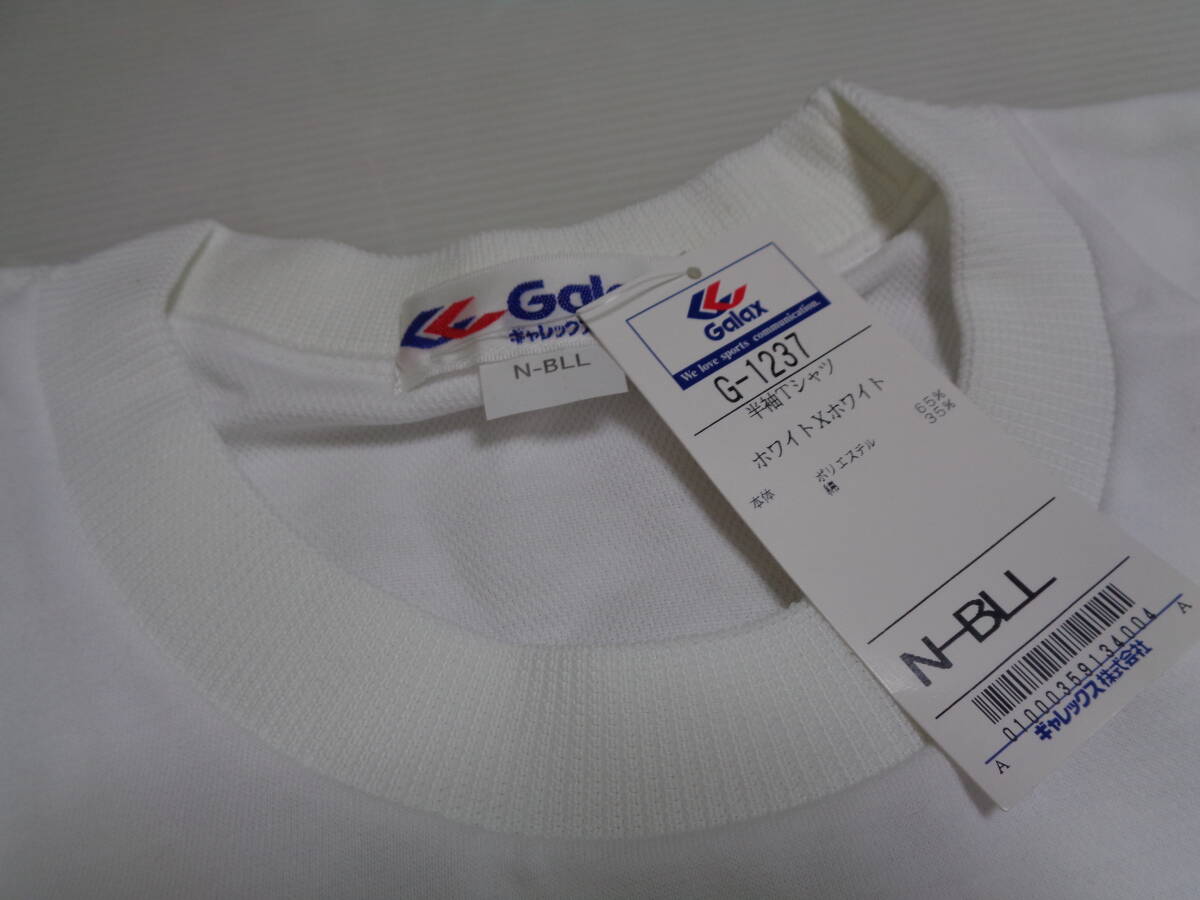 Gala
ギャレックス
N-BLL
Galax
We love sports communication.
G-1237
半袖Tシャツ
ホワイトXホワイト
本体 ポリエステル 65%
綿 35%
N-BLL
A 01000359134004 A
ギャレックス株式会社